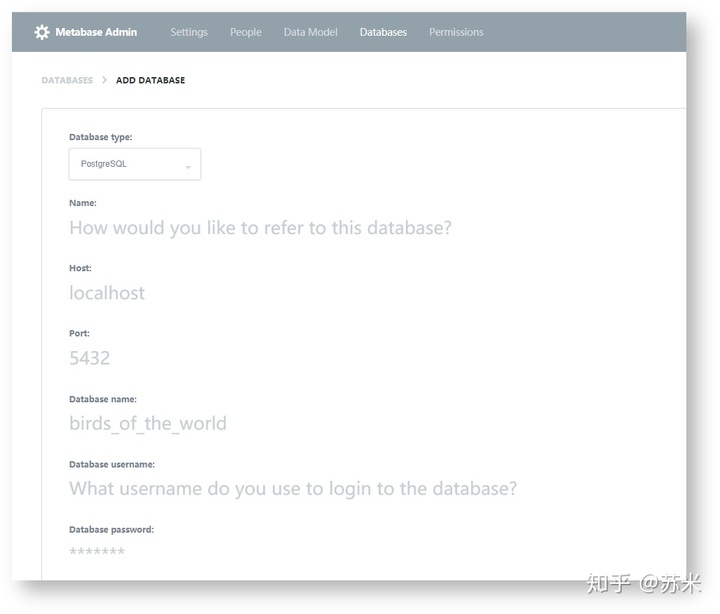 Metabase Admin Settings People Data Model Databases Permissions
DATABASES > ADD DATABASE
Database type:
PostgreSQL
Name:
How would you like to refer to this database?
Host:
localhost
Port:
5432
Database name:
birds_of_the_world
Database username:
What username do you use to login to the database?
Database password:
*******
知乎 @苏米